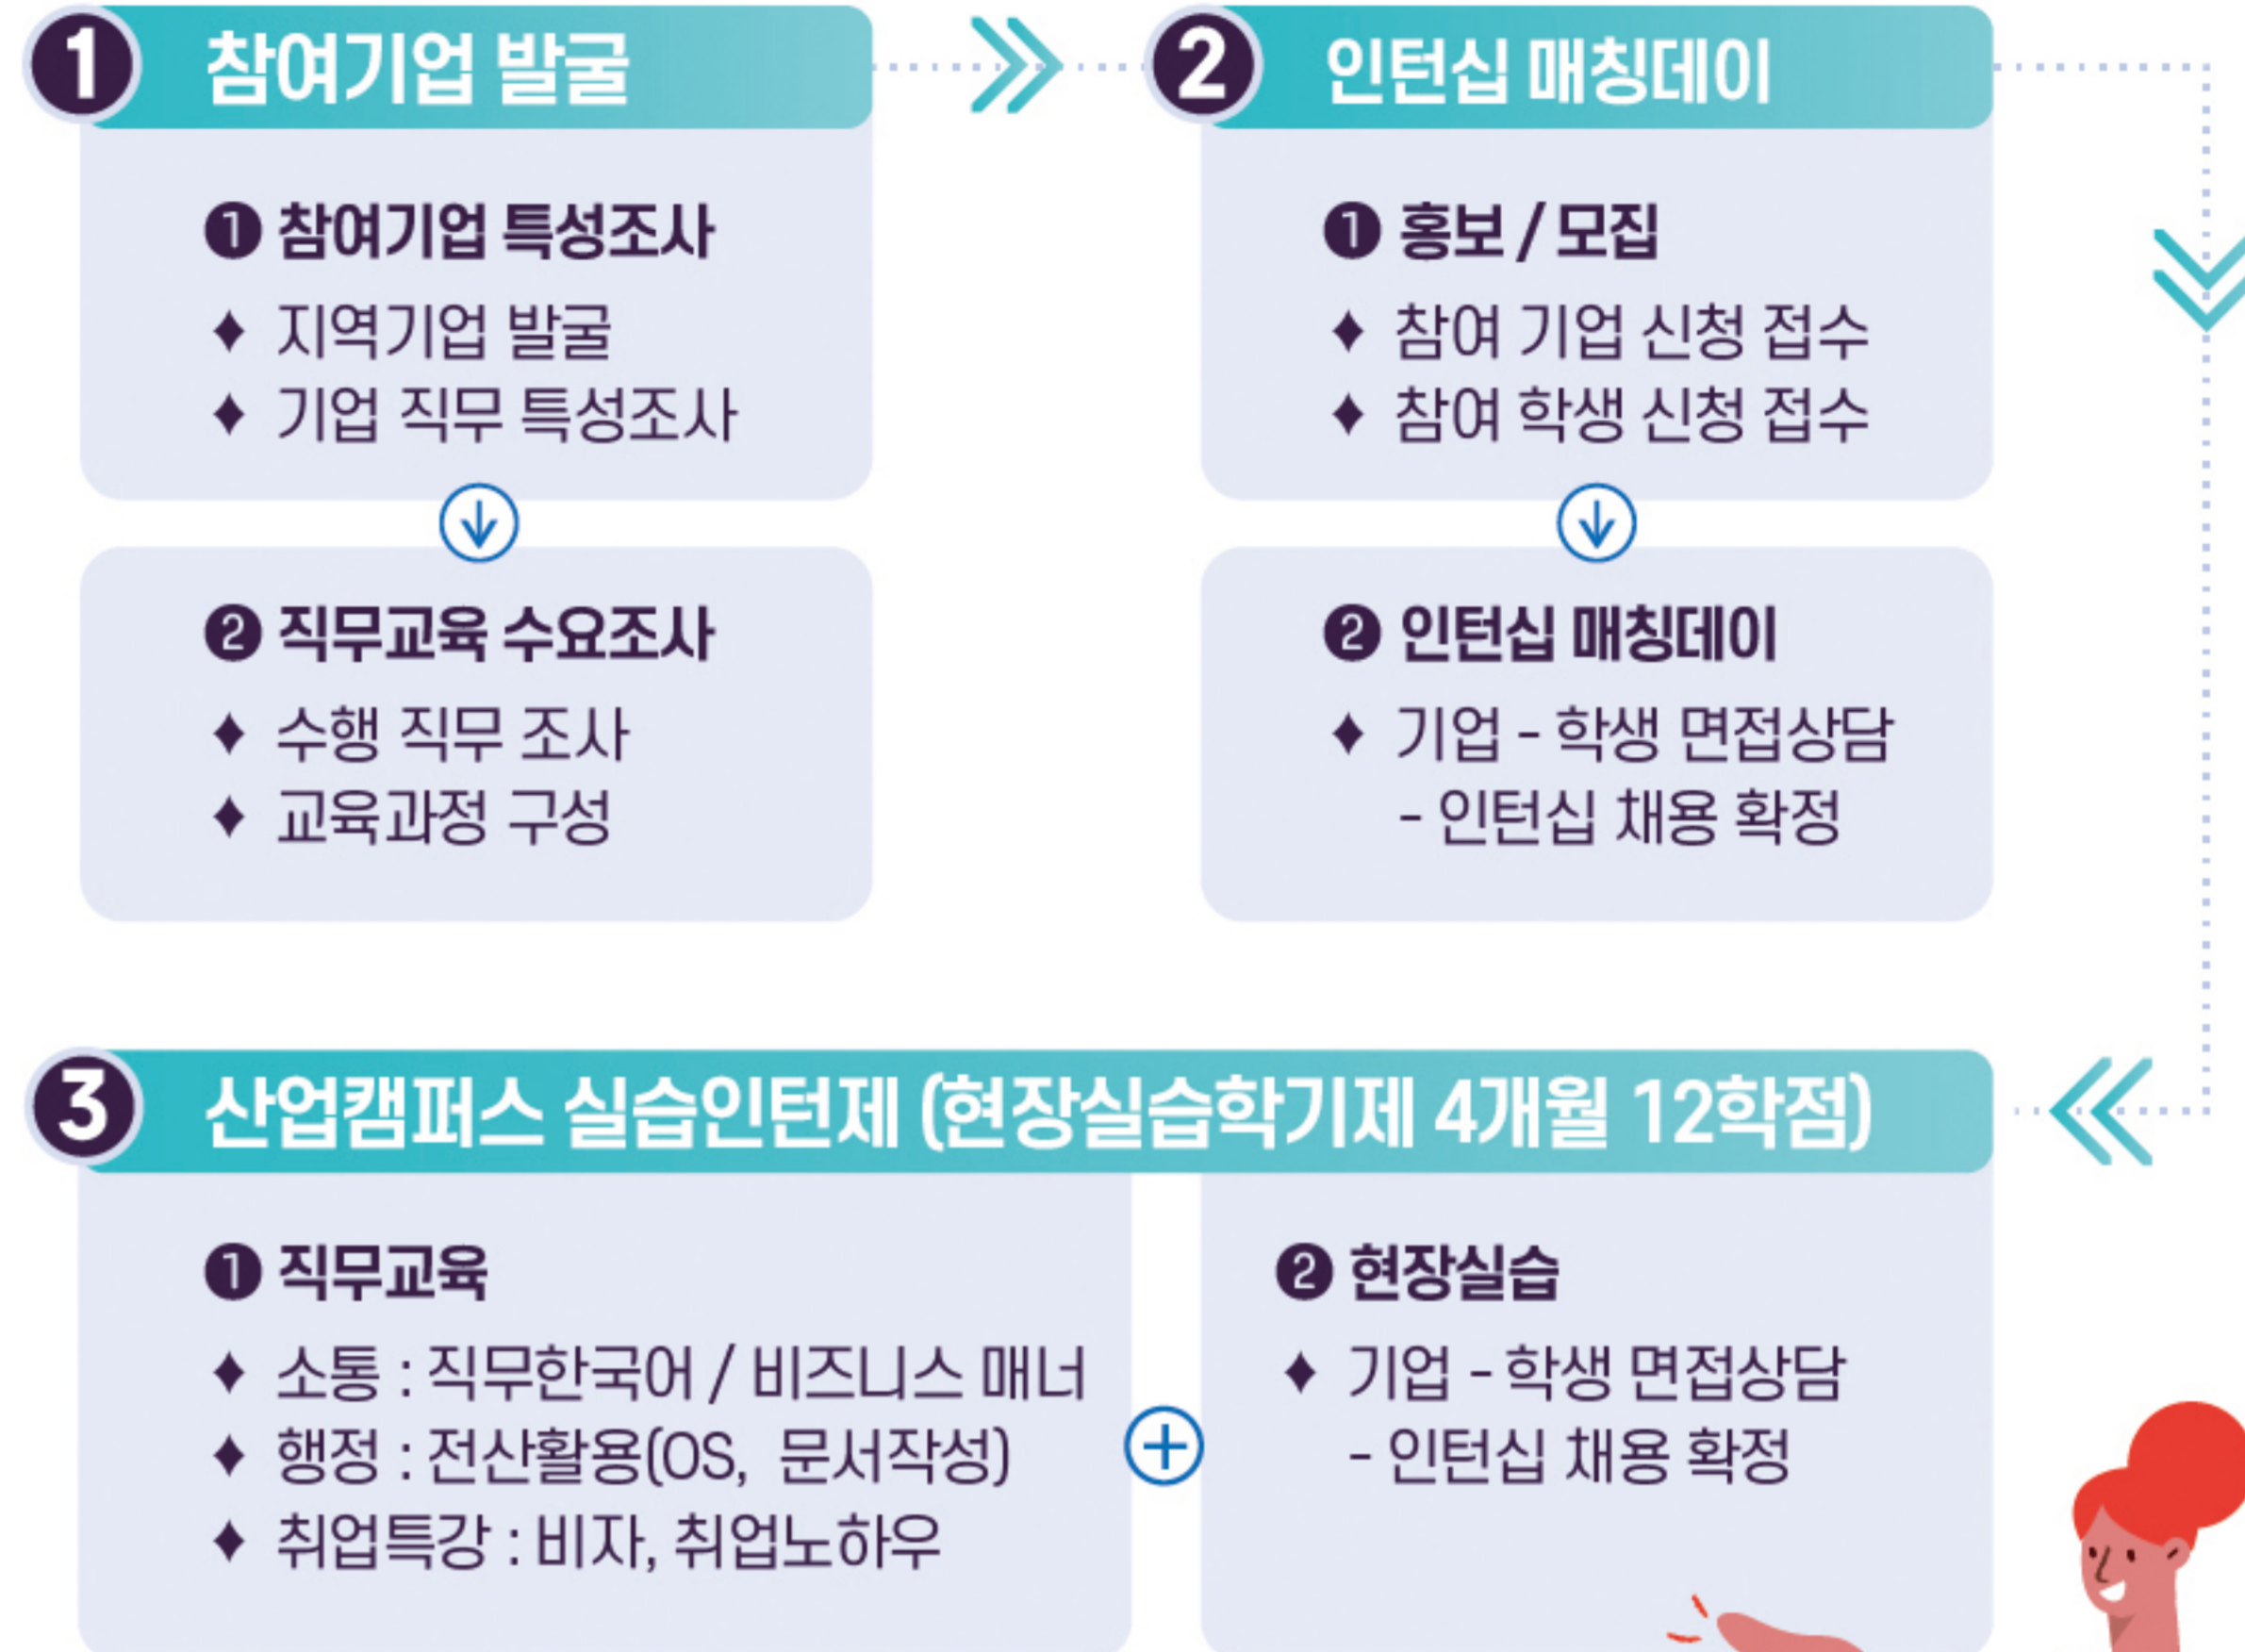 1 참여기업 발굴
❶ 참여기업 특성조사
♦ 지역기업 발굴
♦ 기업 직무 특성조사
❷ 직무교육 수요조사
♦ 수행 직무 조사
♦ 교육과정 구성
2 인턴십 매칭데이
❶ 홍보 / 모집
♦ 참여 기업 신청 접수
♦ 참여 학생 신청 접수
❷ 인턴십 매칭데이
♦ 기업 - 학생 면접상담
- 인턴십 채용 확정
3 산업캠퍼스 실습인턴제 (현장실습학기제 4개월 12학점)
❶ 직무교육
♦ 소통 : 직무한국어 / 비즈니스 매너
♦ 행정 : 전산활용(OS, 문서작성)
♦ 취업특강 : 비자, 취업노하우
❷ 현장실습
♦ 기업 - 학생 면접상담
- 인턴십 채용 확정